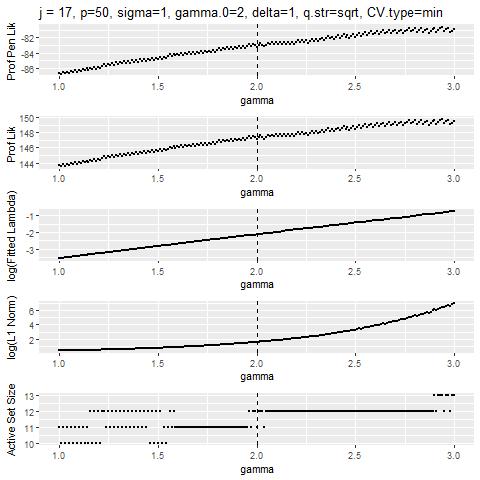 j = 17, p=50, sigma=1, gamma.0=2, delta=1, q.str=sqrt, CV.type=min
Prof Pen Lik
-82
-84
-86
1.0 1.5 2.0 2.5 3.0
gamma
Prof Lik
150
148
146
144
1.0 1.5 2.0 2.5 3.0
gamma
log(Fitted Lambda)
-1
-2
-3
1.0 1.5 2.0 2.5 3.0
gamma
log(L1 Norm)
6
4
2
1.0 1.5 2.0 2.5 3.0
gamma
Active Set Size
13
12
11
10
1.0 1.5 2.0 2.5 3.0
gamma